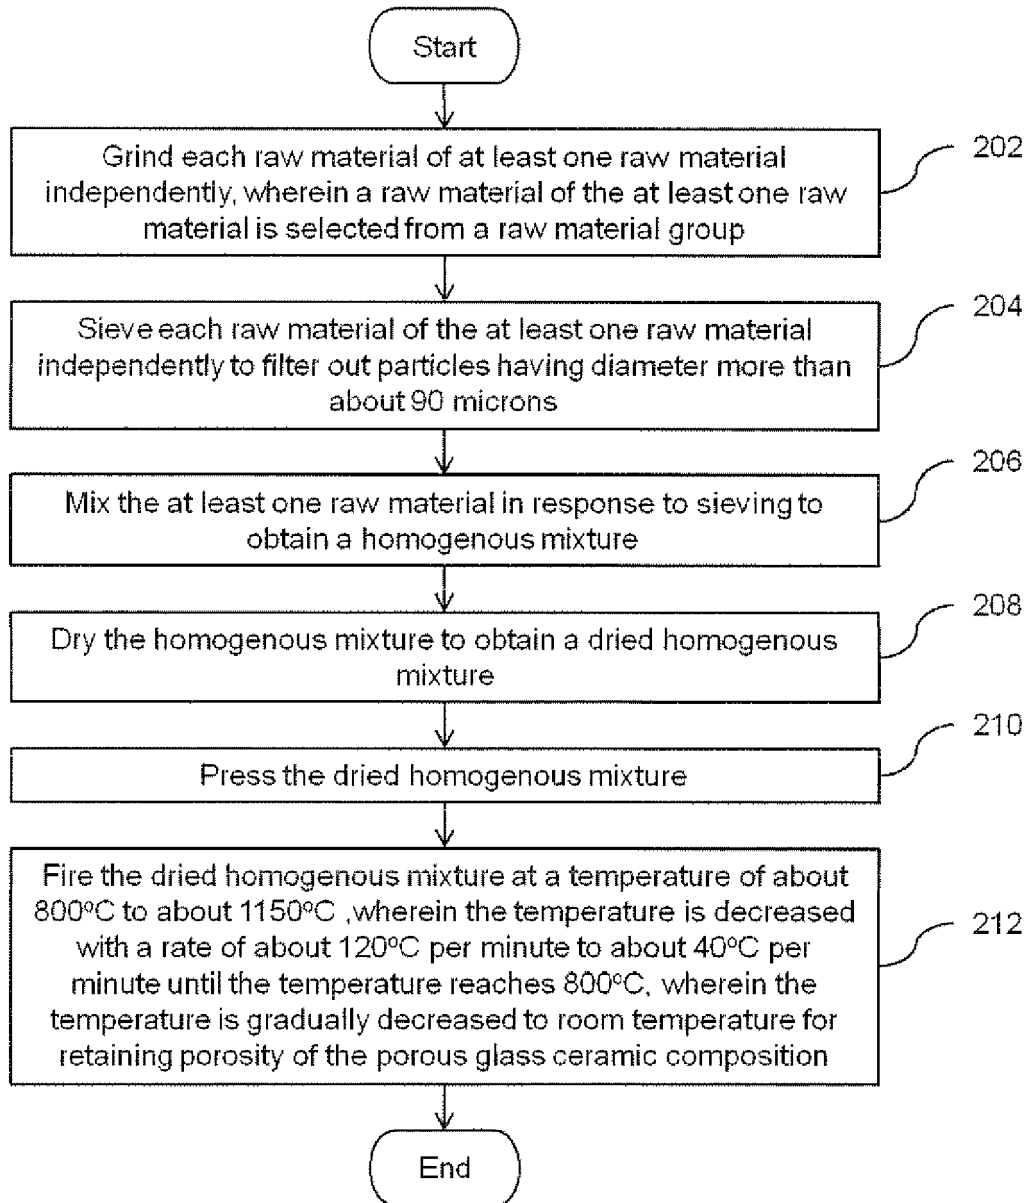 Start
Grind each raw material of at least one raw material
independently, wherein a raw material of the at least one raw
material is selected from a raw material group
202
Sieve each raw material of the at least one raw material
independently to filter out particles having diameter more than
about 90 microns
204
Mix the at least one raw material in response to sieving to
obtain a homogenous mixture
206
Dry the homogenous mixture to obtain a dried homogenous
mixture
208
Press the dried homogenous mixture
210
Fire the dried homogenous mixture at a temperature of about
800ºC to about 1150ºC ,wherein the temperature is decreased
with a rate of about 120ºC per minute to about 40ºC per
minute until the temperature reaches 800ºC, wherein the
temperature is gradually decreased to room temperature for
retaining porosity of the porous glass ceramic composition
212
End